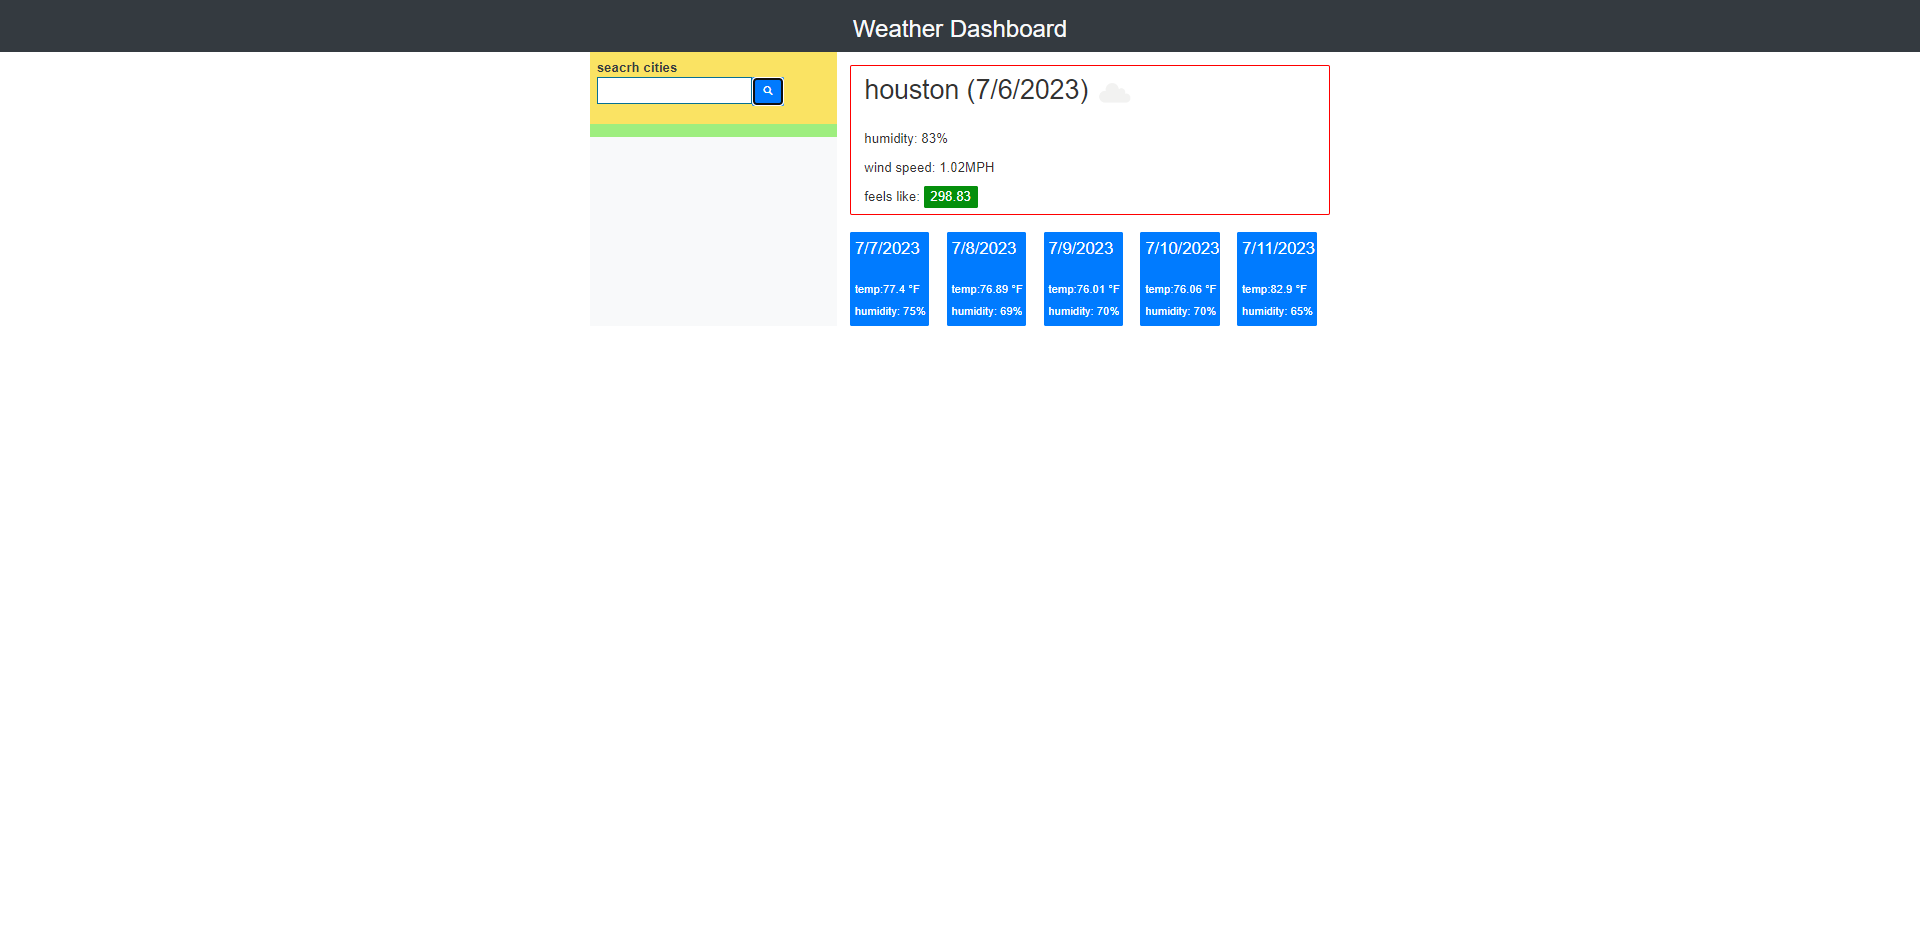 Weather Dashboard
seacrh cities
houston (7/6/2023)
humidity: 83%
wind speed: 1.02MPH
feels like: 298.83
7/7/2023
temp:77.4 °F
humidity: 75%
7/8/2023
temp:76.89 °F
humidity: 69%
7/9/2023
temp:76.01 °F
humidity: 70%
7/10/2023
temp:76.06 °F
humidity: 70%
7/11/2023
temp:82.9 °F
humidity: 65%